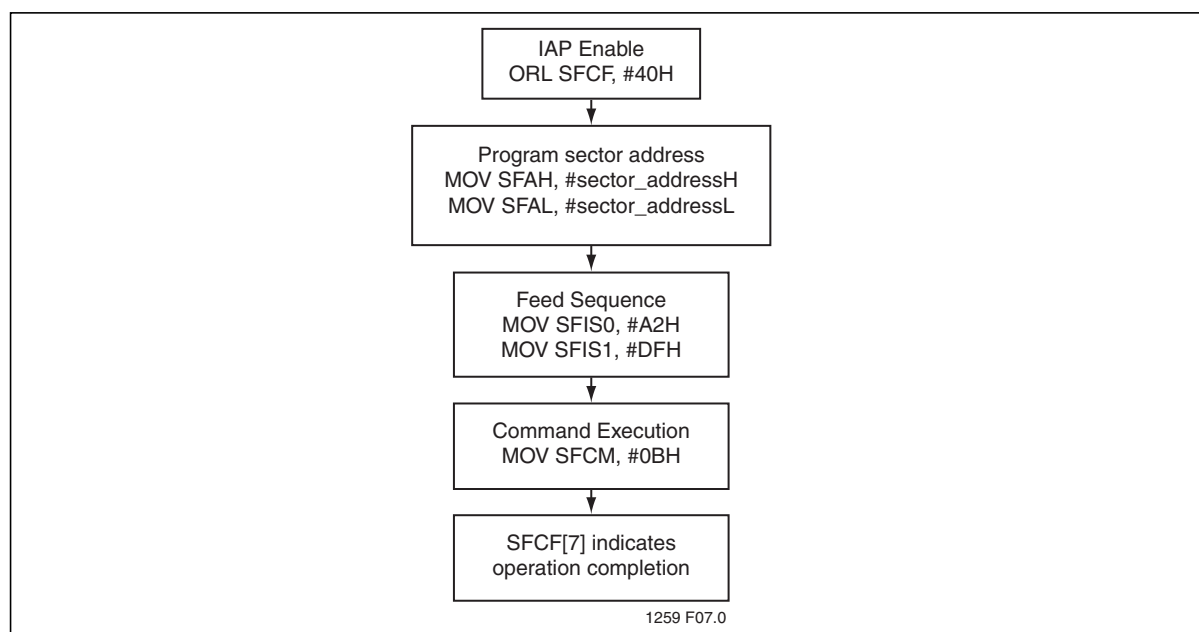 IAP Enable
ORL SFCF, #40H
Program sector address
MOV SFAH, #sector_addressH
MOV SFAL, #sector_addressL
Feed Sequence
MOV SFIS0, #A2H
MOV SFIS1, #DFH
Command Execution
MOV SFCM, #0BH
SFCF[7] indicates
operation completion
1259 F07.0